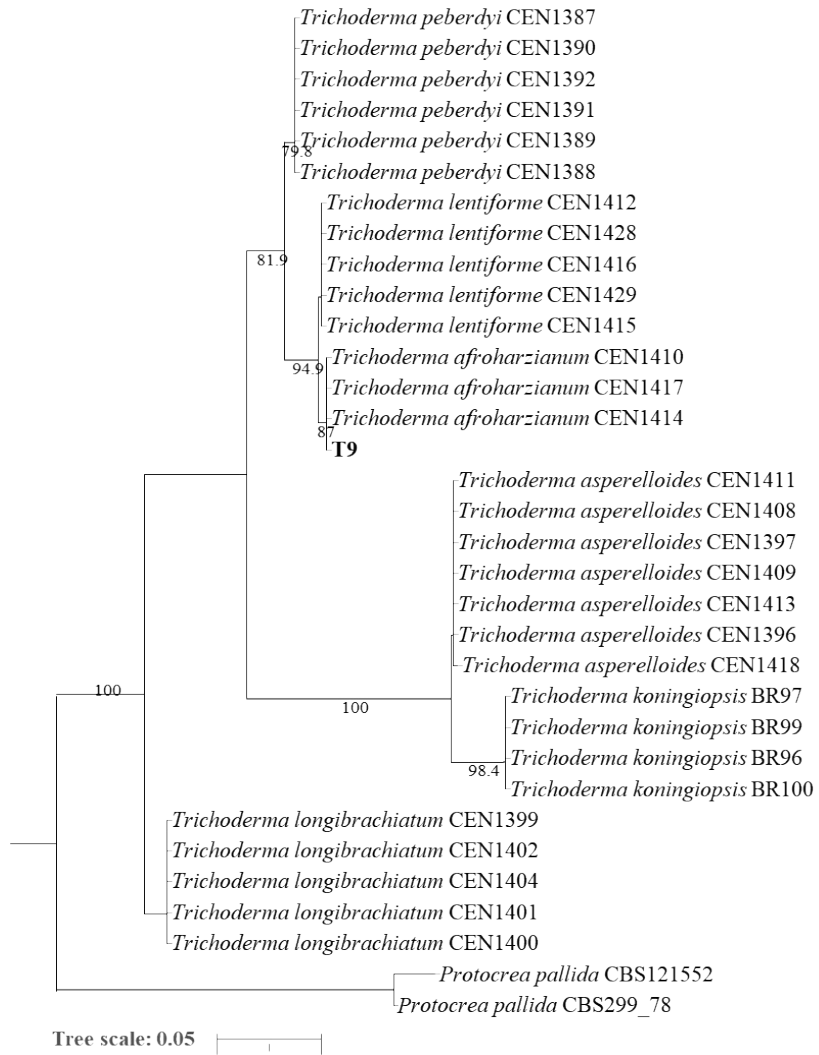 Trichoderma peberdyi CEN1387
Trichoderma peberdyi CEN1390
Trichoderma peberdyi CEN1392
Trichoderma peberdyi CEN1391
Trichoderma peberdyi CEN1389
79.8
Trichoderma peberdyi CEN1388
Trichoderma lentiforme CEN1412
Trichoderma lentiforme CEN1428
81.9
Trichoderma lentiforme CEN1416
Trichoderma lentiforme CEN1429
Trichoderma lentiforme CEN1415
Trichoderma afroharzianum CEN1410
94.9
Trichoderma afroharzianum CEN1417
Trichoderma afroharzianum CEN1414
87
T9
Trichoderma asperelloides CEN1411
Trichoderma asperelloides CEN1408
Trichoderma asperelloides CEN1397
Trichoderma asperelloides CEN1409
Trichoderma asperelloides CEN1413
Trichoderma asperelloides CEN1396
Trichoderma asperelloides CEN1418
100
Trichoderma koningiopsis BR97
100
Trichoderma koningiopsis BR99
Trichoderma koningiopsis BR96
98.4
Trichoderma koningiopsis BR100
Trichoderma longibrachiatum CEN1399
Trichoderma longibrachiatum CEN1402
Trichoderma longibrachiatum CEN1404
Trichoderma longibrachiatum CEN1401
Trichoderma longibrachiatum CEN1400
Protocrea pallida CBS121552
Protocrea pallida CBS299_78
Tree scale: 0.05